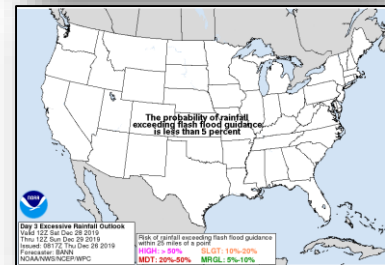 The probability of rainfall
exceeding flash flood guidance
is less than 5 percent
NOAA
Day 3 Excessive Rainfall Outlook
Valid 12Z Sat Dec 28 2019
Thru 12Z Sun Dec 29 2019
Issued: 0817Z Thu Dec 26 2019
Forecaster: BANN
NOAA/NWS/NCEP/WPC
Risk of rainfall exceeding flash flood guidance
within 25 miles of a point
HIGH: > 50% SLGT: 10%-20%
MDT: 20%-50% MRGL: 5%-10%